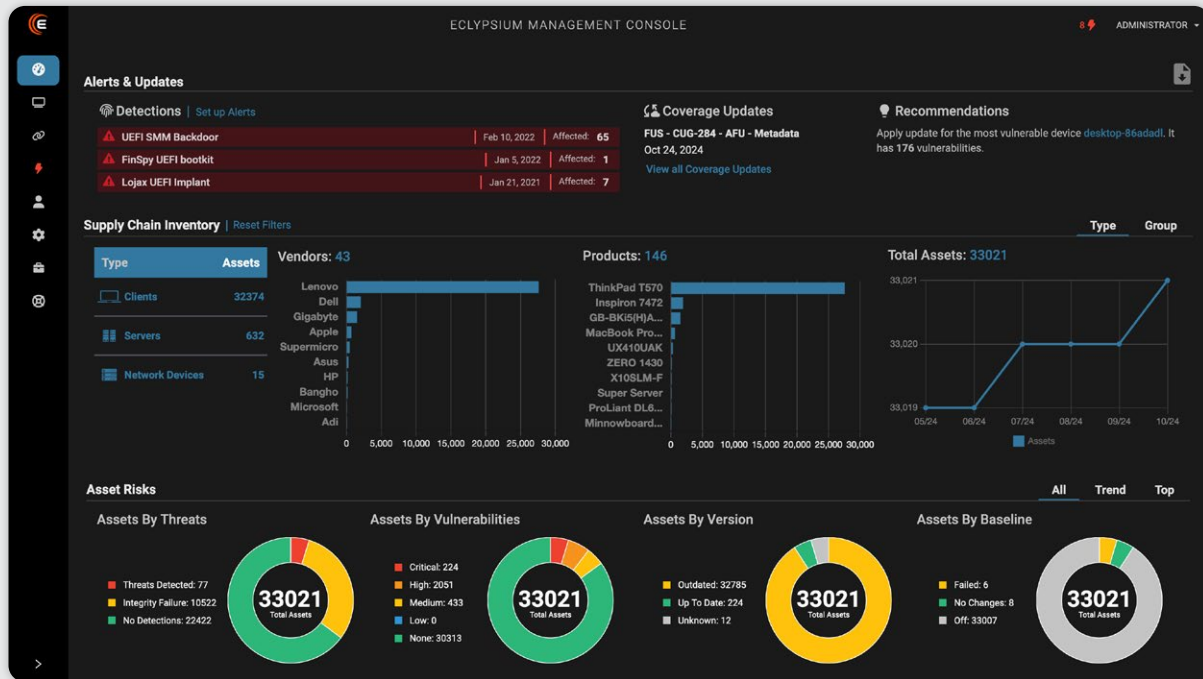 ECLYPSIUM MANAGEMENT CONSOLE
8
ADMINISTRATOR
Alerts & Updates
Detections | Set up Alerts
UEFI SMM Backdoor Feb 10, 2022 Affected: 65
FinSpy UEFI bootkit Jan 5, 2022 Affected: 1
Lojax UEFI Implant Jan 21, 2021 Affected: 7
Coverage Updates
FUS - CUG-284 - AFU - Metadata
Oct 24, 2024
View all Coverage Updates
Recommendations
Apply update for the most vulnerable device desktop-86adadl. It
has 176 vulnerabilities.
Supply Chain Inventory | Reset Filters
Type Group
Type Assets
Clients 32374
Servers 632
Network Devices 15
Vendors: 43
Lenovo
Dell
Gigabyte
Apple
Supermicro
Asus
HP
Bangho
Microsoft
Adi
0 5,000 10,000 15,000 20,000 25,000 30,000
Products: 146
ThinkPad T570
Inspiron 7472
GB-BKi5(H)A...
MacBook Pro...
UX410UAK
ZERO 1430
X10SLM-F
Super Server
ProLiant DL6...
Minnowboard...
0 5,000 10,000 15,000 20,000 25,000 30,000
Total Assets: 33021
33,021
33,020
33,019
05/24 06/24 07/24 08/24 09/24 10/24
Assets
Asset Risks
All Trend Top
Assets By Threats
Threats Detected: 77
Integrity Failure: 10522
No Detections: 22422
33021
Total Assets
Assets By Vulnerabilities
Critical: 224
High: 2051
Medium: 433
Low: 0
None: 30313
33021
Total Assets
Assets By Version
Outdated: 32785
Up To Date: 224
Unknown: 12
33021
Total Assets
Assets By Baseline
Failed: 6
No Changes: 8
Off: 33007
33021
Total Assets